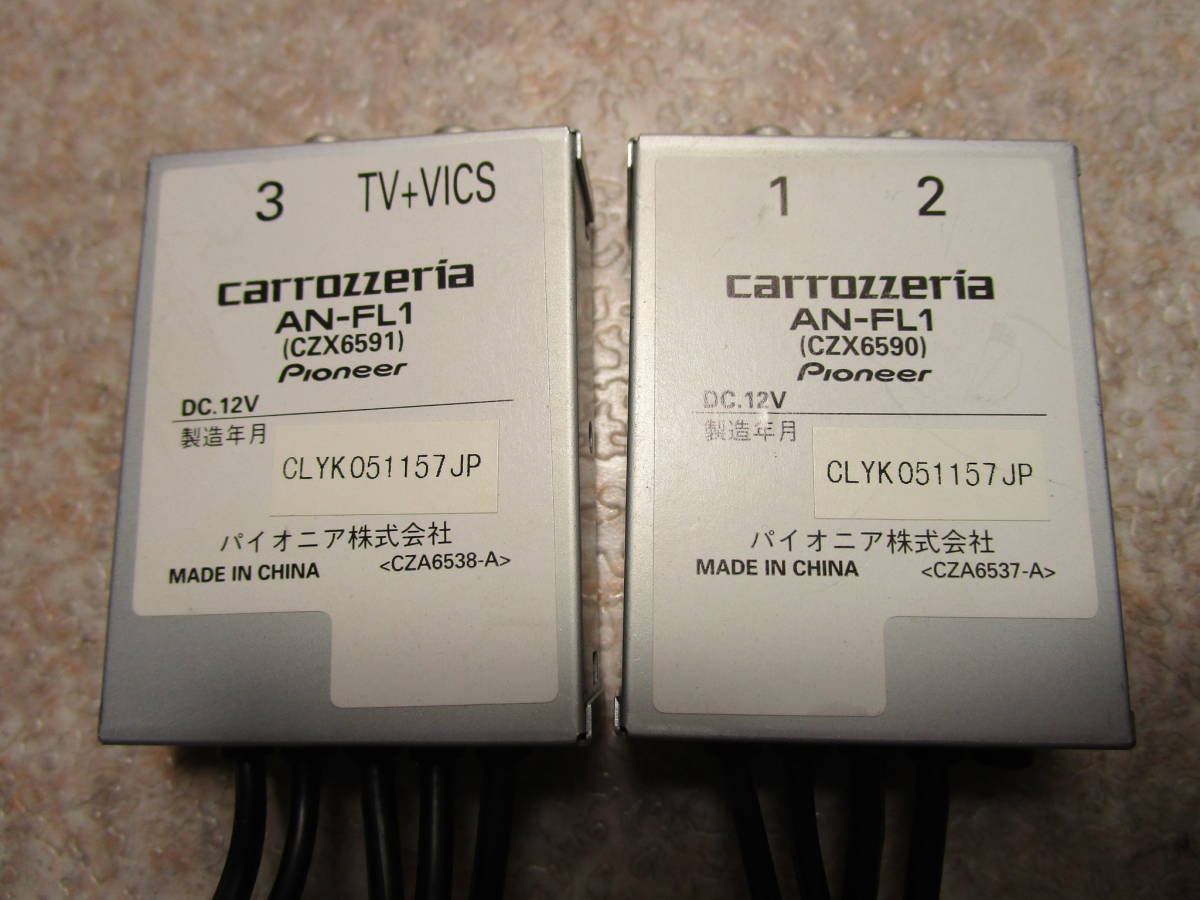 3 TV+VICS
carrozzeria
AN-FL1
(CZX6591)
Pioneer
DC.12V
製造年月
CLYK051157JP
パイオニア株式会社
MADE IN CHINA <CZA6538-A>
1 2
carrozzeria
AN-FL1
(CZX6590)
Pioneer
DC.12V
製造年月
CLYK051157JP
パイオニア株式会社
MADE IN CHINA <CZA6537-A>